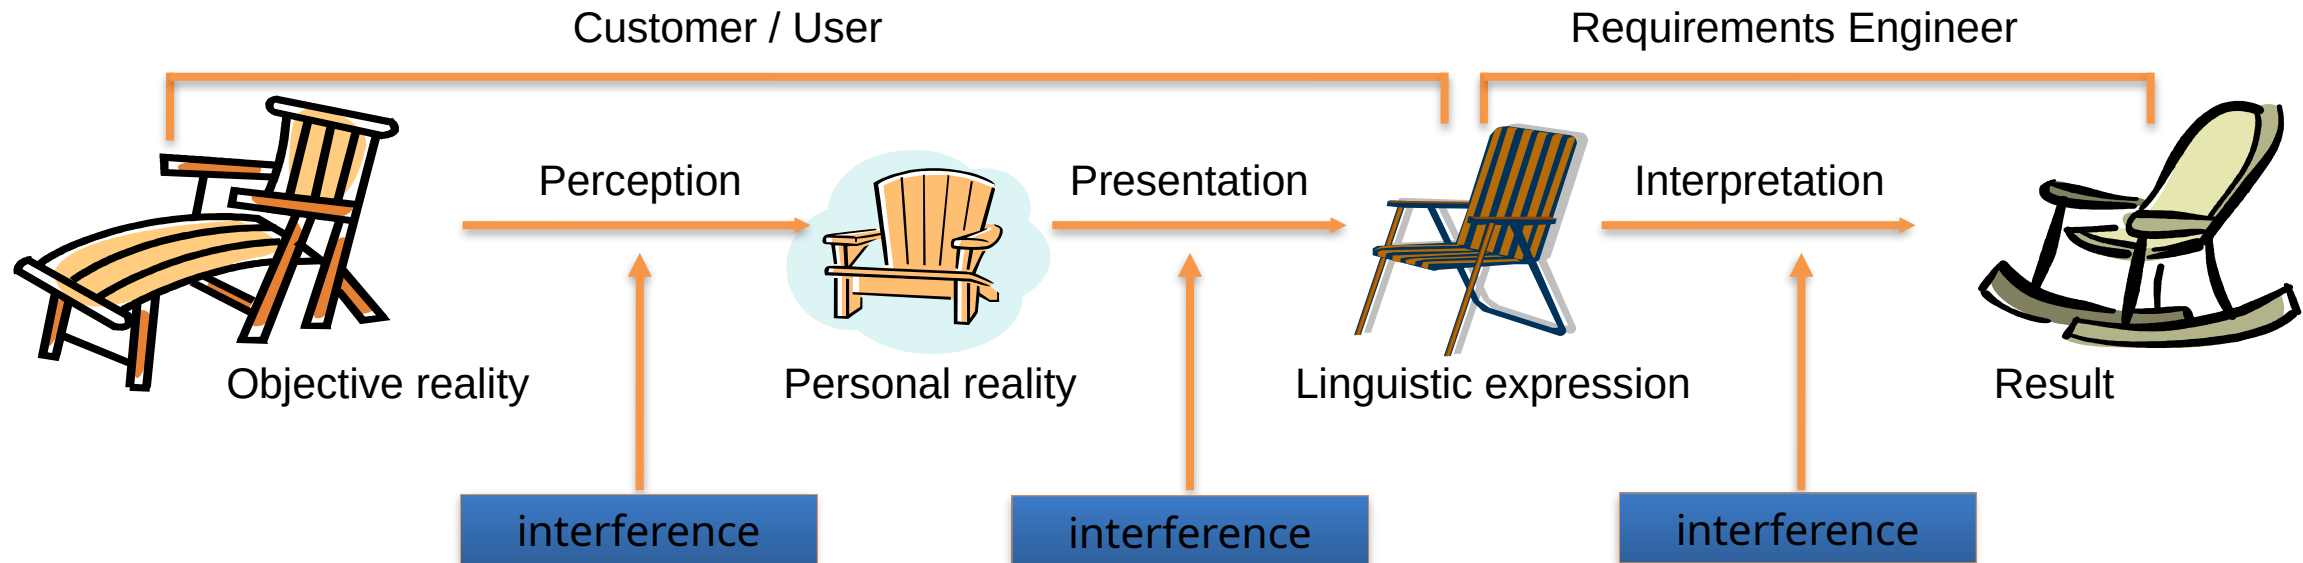 Customer / User
Requirements Engineer
Perception
Presentation
Interpretation
Objective reality
Personal reality
Linguistic expression
Result
interference
interference
interference